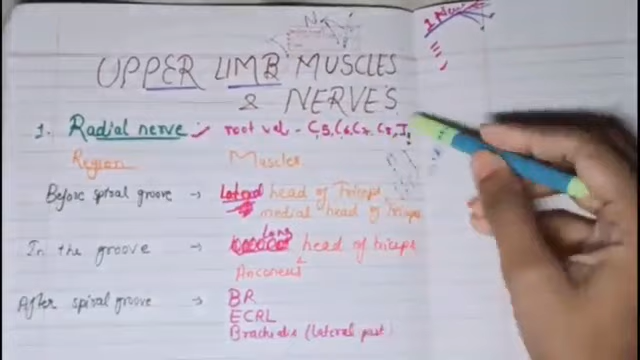 UPPER LIMB MUSCLES
& NERVES
1. Radial nerve root val - C5, C6, C7, C8, T1
Region Muscles
Before spiral groove → Lateral head of Triceps
medial head of triceps
In the groove → long head of triceps
Anconeus
After spiral groove → BR
ECRL
Brachialis (lateral part)